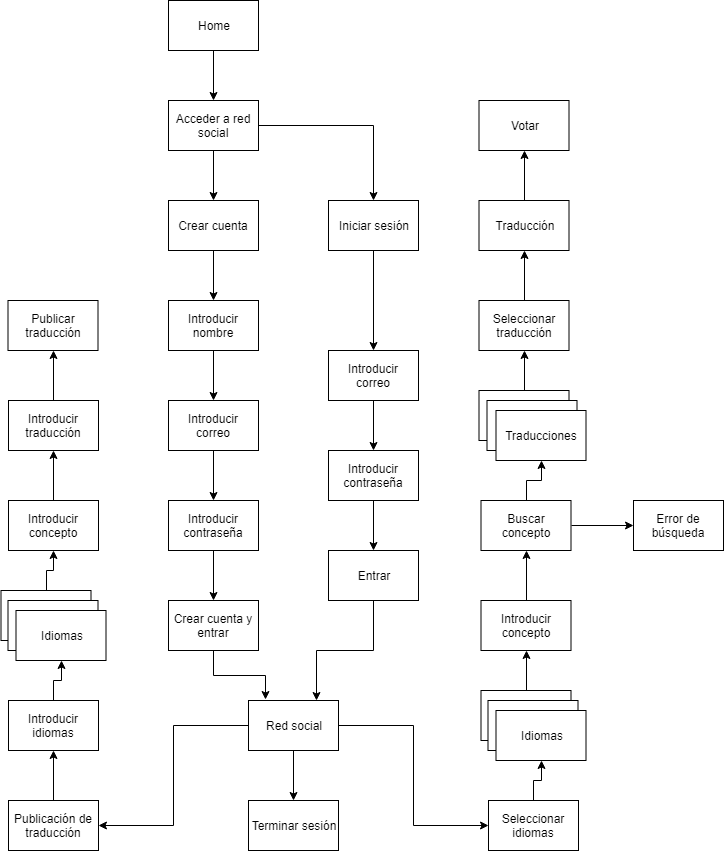 Home
Acceder a red
social
Votar
Crear cuenta
Iniciar sesión
Traducción
Publicar
traducción
Introducir
nombre
Seleccionar
traducción
Introducir
correo
Introducir
traducción
Introducir
correo
Traducciones
Introducir
contraseña
Introducir
concepto
Introducir
contraseña
Buscar
concepto
Error de
búsqueda
Entrar
Idiomas
Crear cuenta y
entrar
Introducir
concepto
Introducir
idiomas
Red social
Idiomas
Publicación de
traducción
Terminar sesión
Seleccionar
idiomas